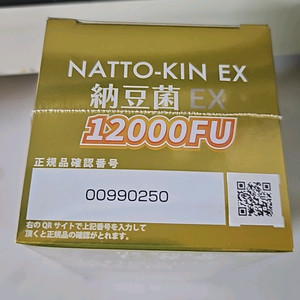 NATTO-KIN EX
納豆菌 EX
12000FU
正規品確認番号
00990250
右のQRサイトで上記番号を入力して
頂くと正規品の確認がとれます。